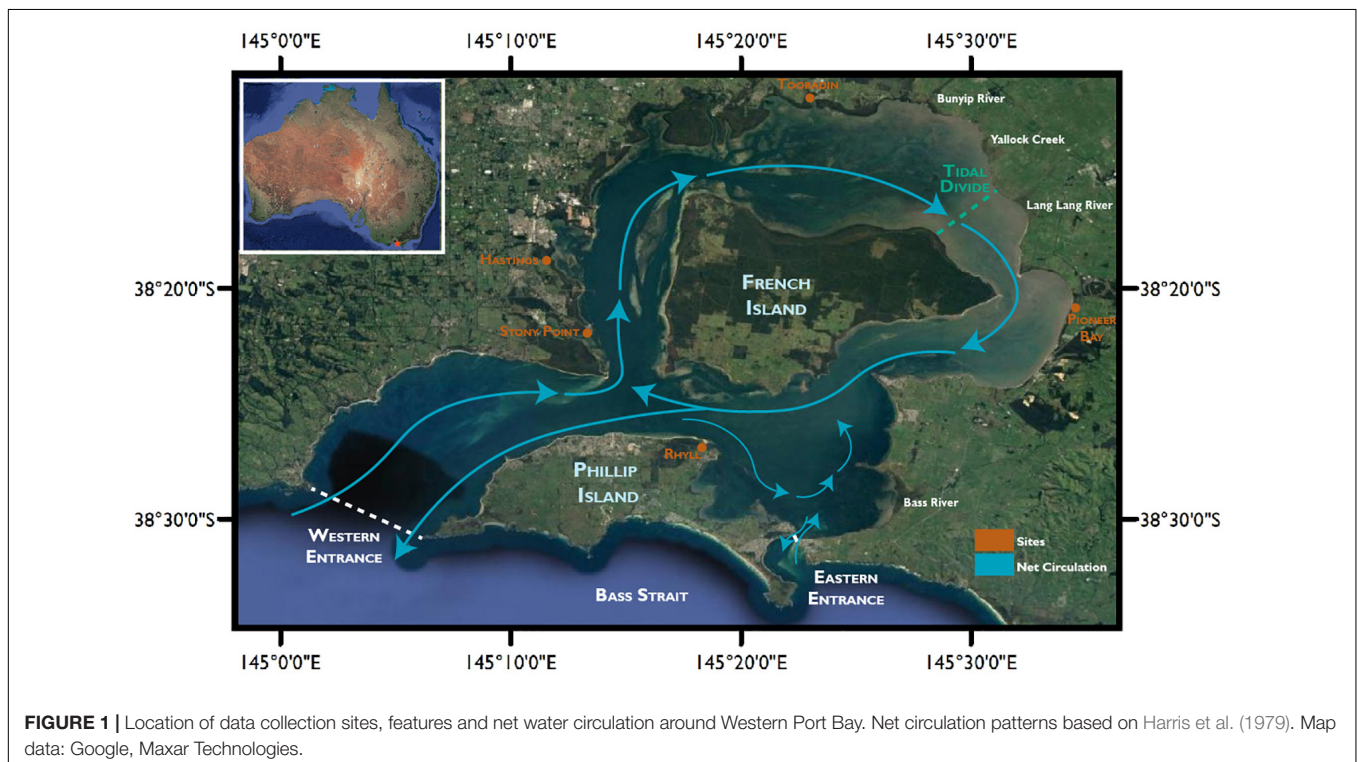 145°0'0"E 145°10'0"E 145°20'0"E 145°30'0"E
TOORADIN
Bunyip River
Yallock Creek
TIDAL
DIVIDE
Lang Lang River
HASTINGS
38°20'0"S 38°20'0"S
FRENCH
ISLAND
STONY POINT
PIONEER
BAY
RHYLL
PHILLIP
ISLAND
Bass River
38°30'0"S 38°30'0"S
WESTERN
ENTRANCE
Sites
Net Circulation
EASTERN
ENTRANCE
BASS STRAIT
145°0'0"E 145°10'0"E 145°20'0"E 145°30'0"E
FIGURE 1 | Location of data collection sites, features and net water circulation around Western Port Bay. Net circulation patterns based on Harris et al. (1979). Map
data: Google, Maxar Technologies.